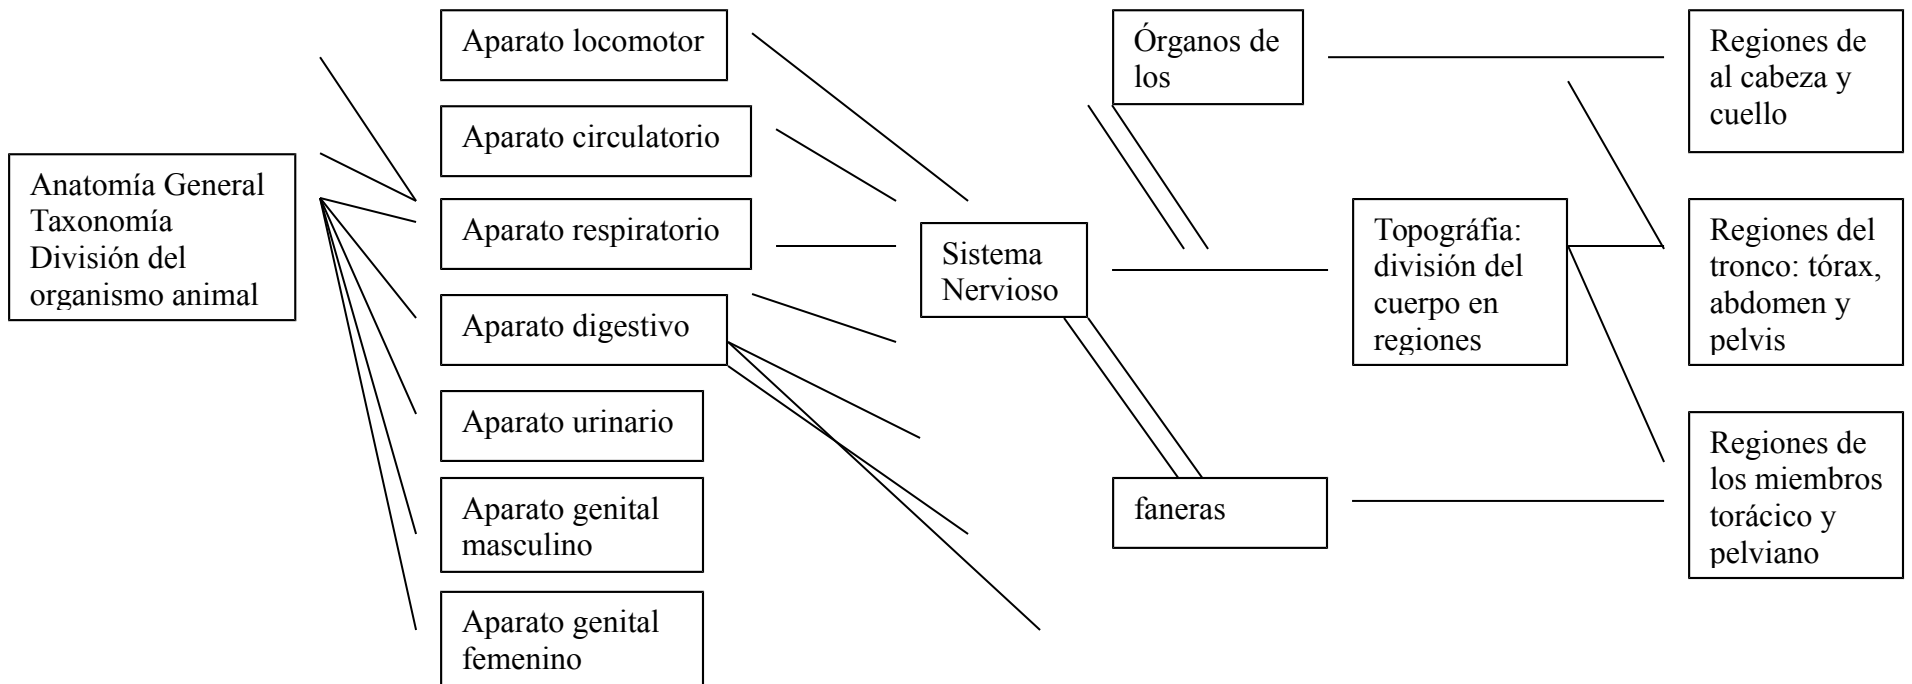 Anatomía General
Taxonomía
División del
organismo animal
Aparato locomotor
Aparato circulatorio
Aparato respiratorio
Aparato digestivo
Aparato urinario
Aparato genital
masculino
Aparato genital
femenino
Sistema
Nervioso
Órganos de
los
faneras
Topográfia:
división del
cuerpo en
regiones
Regiones de
al cabeza y
cuello
Regiones del
tronco: tórax,
abdomen y
pelvis
Regiones de
los miembros
torácico y
pelviano